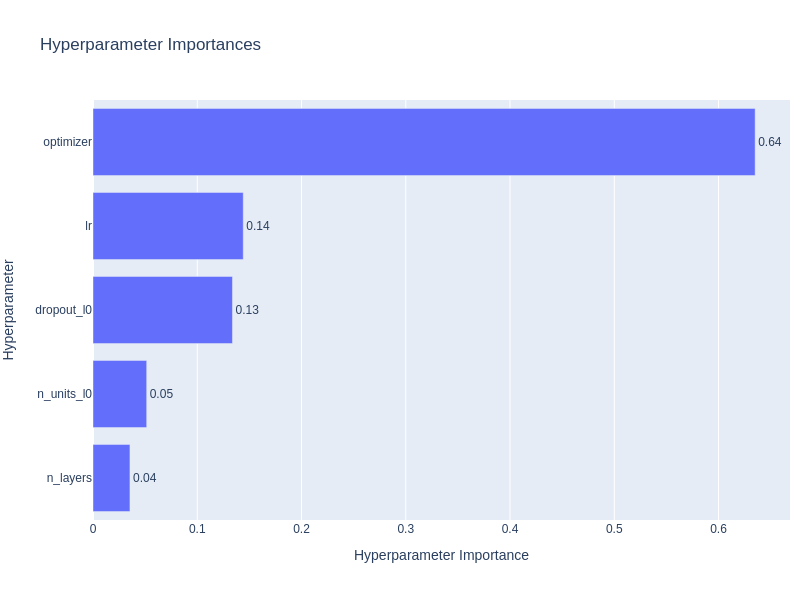 Hyperparameter Importances
Hyperparameter
optimizer
0.64
lr
0.14
dropout_l0
0.13
n_units_l0
0.05
n_layers
0.04
0 0.1 0.2 0.3 0.4 0.5 0.6
Hyperparameter Importance